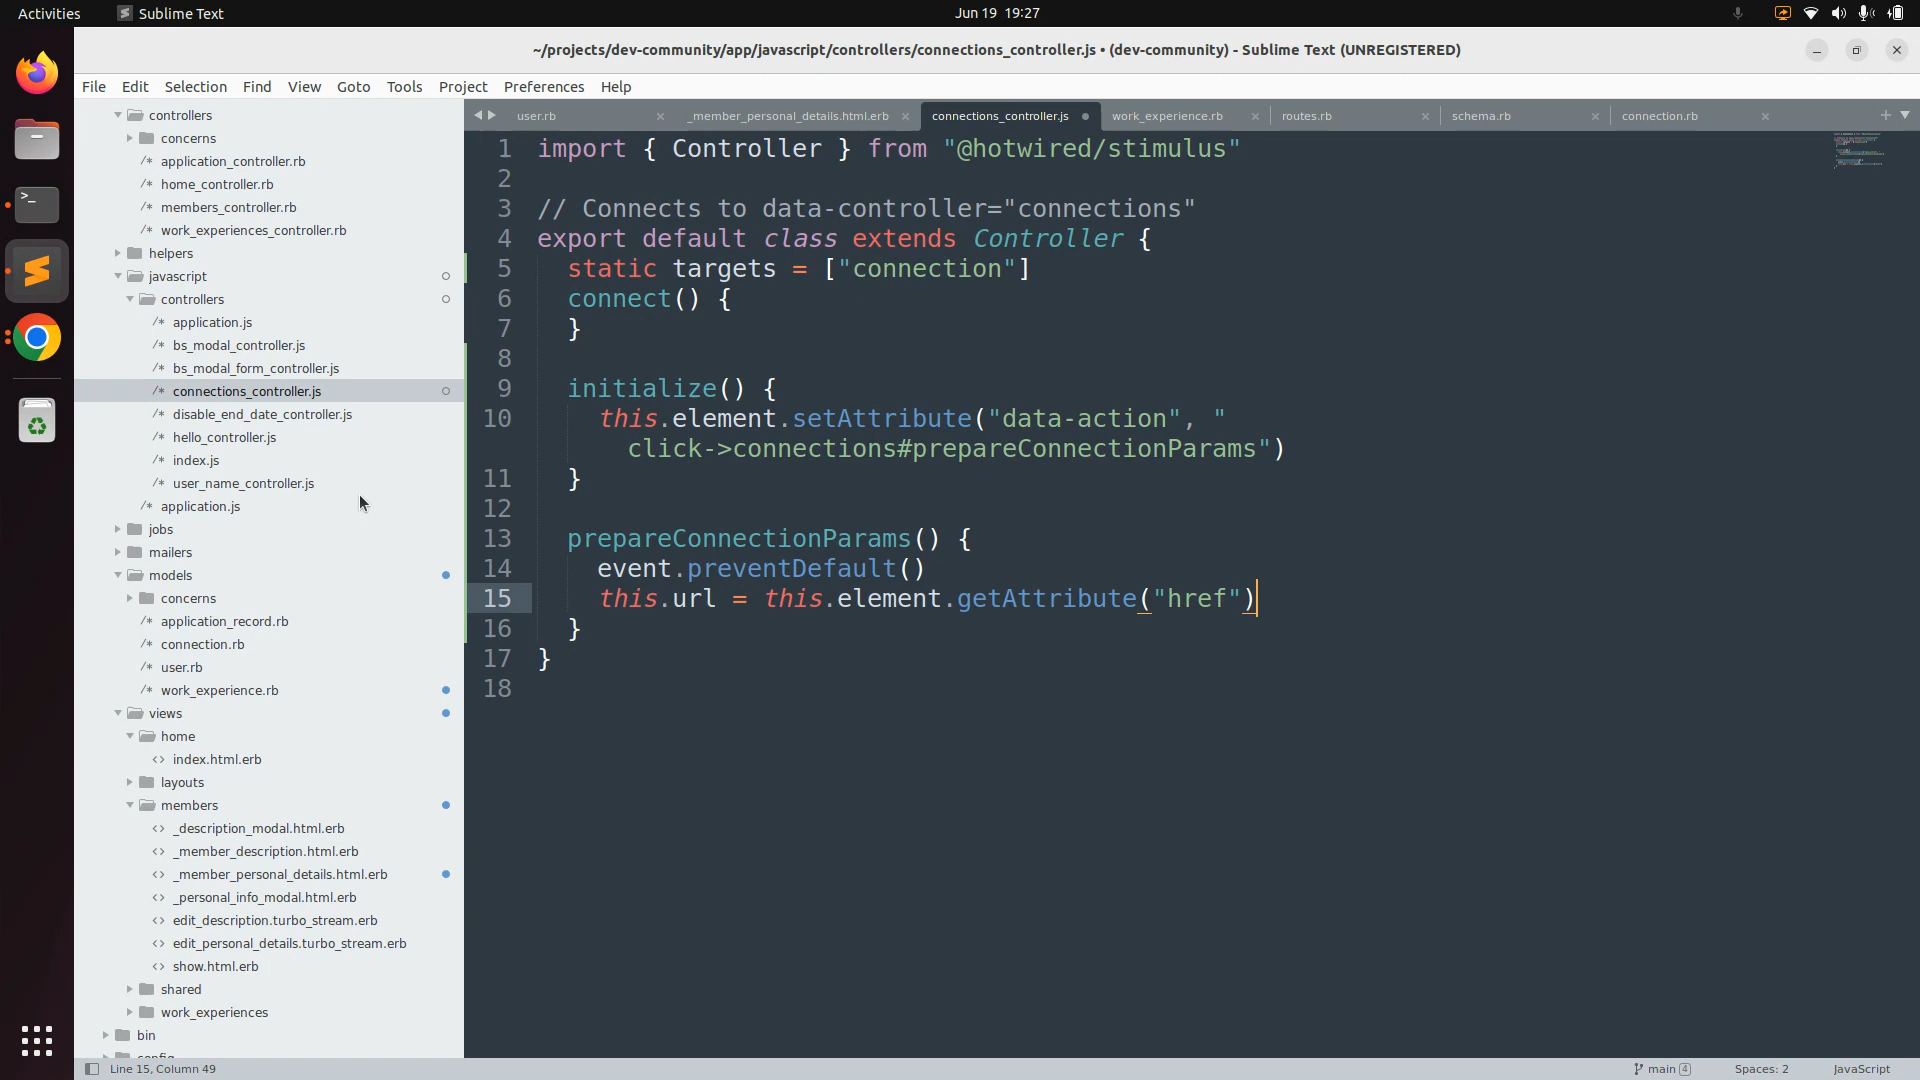 Activities
Sublime Text
Jun 19 19:27
~/projects/dev-community/app/javascript/controllers/connections_controller.js • (dev-community) - Sublime Text (UNREGISTERED)
File Edit Selection Find View Goto Tools Project Preferences Help
controllers
concerns
application_controller.rb
home_controller.rb
members_controller.rb
work_experiences_controller.rb
helpers
javascript
controllers
application.js
bs_modal_controller.js
bs_modal_form_controller.js
connections_controller.js
disable_end_date_controller.js
hello_controller.js
index.js
user_name_controller.js
application.js
jobs
mailers
models
concerns
application_record.rb
connection.rb
user.rb
work_experience.rb
views
home
index.html.erb
layouts
members
_description_modal.html.erb
_member_description.html.erb
_member_personal_details.html.erb
_personal_info_modal.html.erb
edit_description.turbo_stream.erb
edit_personal_details.turbo_stream.erb
show.html.erb
shared
work_experiences
bin
config
user.rb _member_personal_details.html.erb connections_controller.js work_experience.rb routes.rb schema.rb connection.rb
1 import { Controller } from "@hotwired/stimulus"
2
3 // Connects to data-controller="connections"
4 export default class extends Controller {
5 static targets = ["connection"]
6 connect() {
7 }
8
9 initialize() {
10 this.element.setAttribute("data-action", "
click->connections#prepareConnectionParams")
11 }
12
13 prepareConnectionParams() {
14 event.preventDefault()
15 this.url = this.element.getAttribute("href")
16 }
17 }
18
Line 15, Column 49
main 4
Spaces: 2
JavaScript